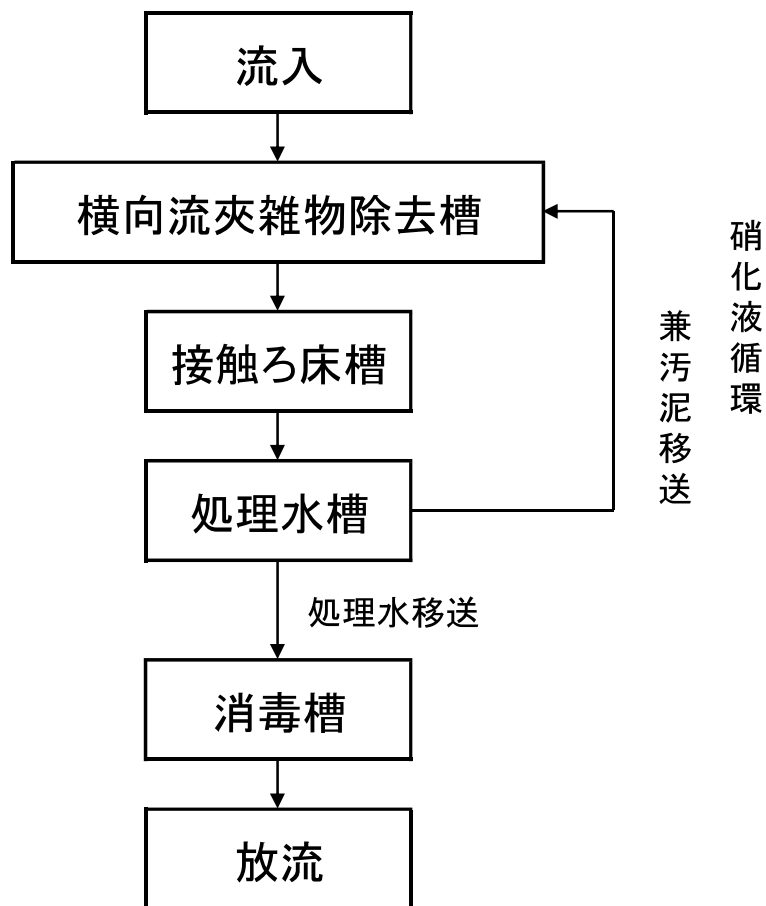 流入
横向流夾雑物除去槽
接触ろ床槽
処理水槽
硝化液循環
兼汚泥移送
処理水移送
消毒槽
放流